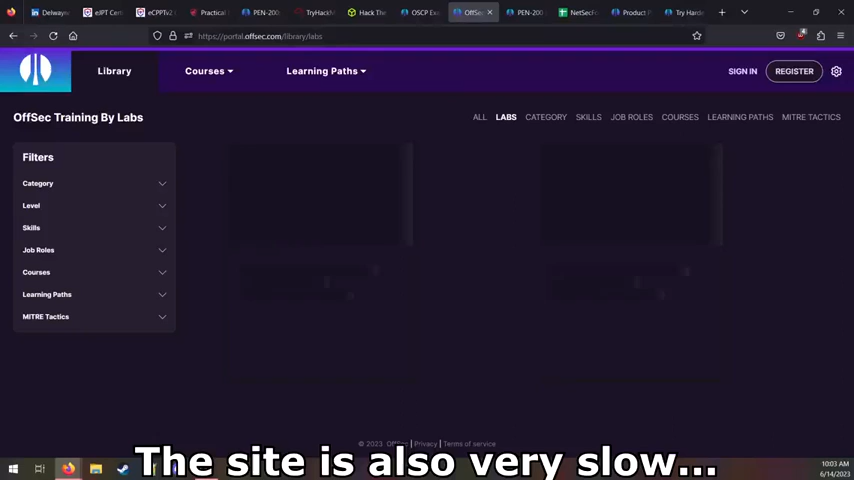 Delwayne
eJPT Certi
eCPPTv2 C
Practical
PEN-200
TryHackM
Hack The
OSCP Exa
OffSec
PEN-200
NetSecFo
Product P
Try Harde
https://portal.offsec.com/library/labs
4
Library
Courses
Learning Paths
SIGN IN
REGISTER
OffSec Training By Labs
ALL
LABS
CATEGORY
SKILLS
JOB ROLES
COURSES
LEARNING PATHS
MITRE TACTICS
Filters
Category
Level
Skills
Job Roles
Courses
Learning Paths
MITRE Tactics
© 2023 OffSec | Privacy | Terms of service
The site is also very slow...
10:03 AM
6/14/2023